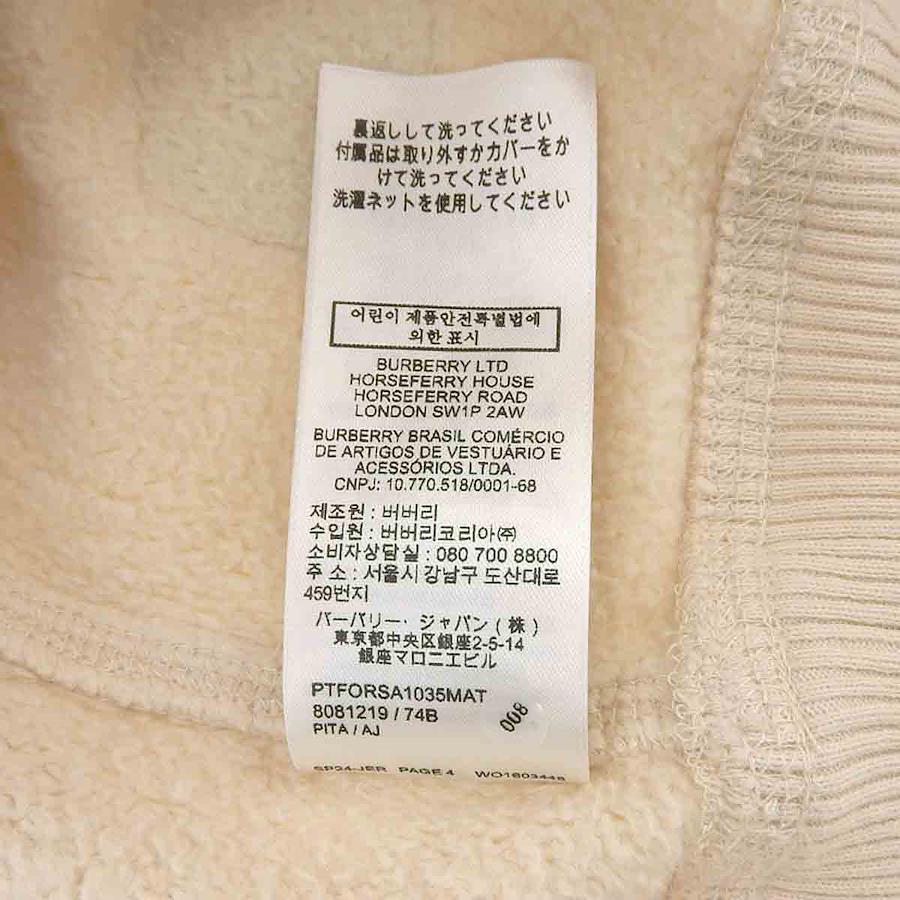 裏返しして洗ってください
付属品は取り外すかカバーをか
けて洗ってください
洗濯ネットを使用してください
어린이 제품안전특별법에
의한 표시
BURBERRY LTD
HORSEFERRY HOUSE
HORSEFERRY ROAD
LONDON SW1P 2AW
BURBERRY BRASIL COMÉRCIO
DE ARTIGOS DE VESTUÁRIO E
ACESSÓRIOS LTDA.
CNPJ: 10.770.518/0001-68
제조원 : 버버리
수입원 : 버버리코리아㈜
소비자상담실 : 080 700 8800
주 소 : 서울시 강남구 도산대로
459번지
バーバリー・ジャパン ( 株 )
東京都中央区銀座2-5-14
銀座マロニエビル
PTFORSA1035MAT
8081219 / 74B
008
PITA / AJ
SP24-JER PAGE 4